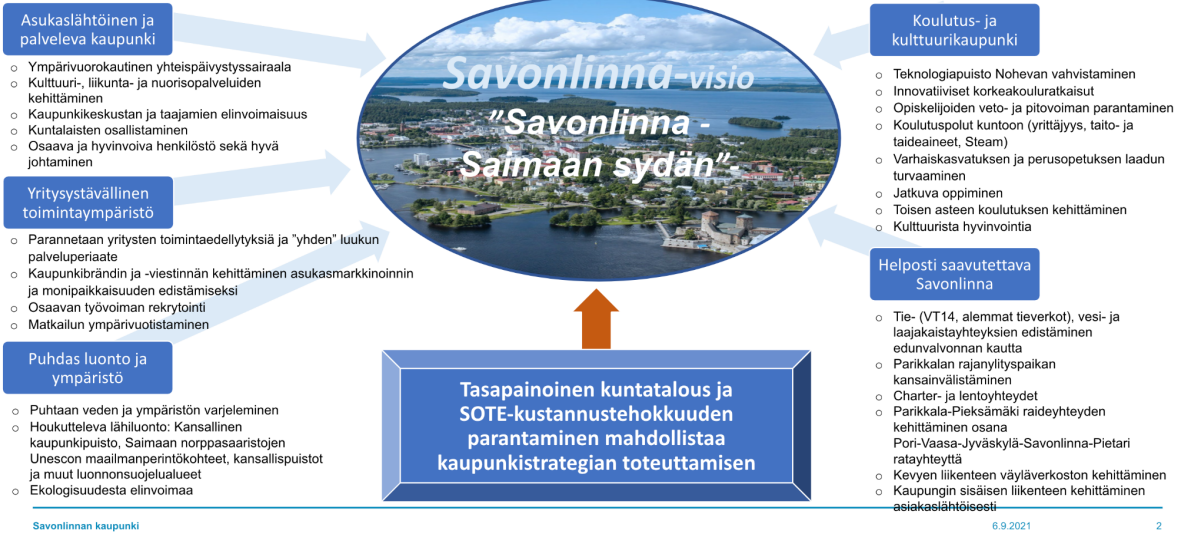 Asukaslähtöinen ja
palveleva kaupunki
○ Ympärivuorokautinen yhteispäivystyssairaala
○ Kulttuuri-, liikunta- ja nuorisopalveluiden
kehittäminen
○ Kaupunkikeskustan ja taajamien elinvoimaisuus
○ Kuntalaisten osallistaminen
○ Osaava ja hyvinvoiva henkilöstö sekä hyvä
johtaminen
Yritysystävällinen
toimintaympäristö
○ Parannetaan yritysten toimintaedellytyksiä ja ”yhden” luukun
palveluperiaate
○ Kaupunkibrändin ja -viestinnän kehittäminen asukasmarkkinoinnin
ja monipaikkaisuuden edistämiseksi
○ Osaavan työvoiman rekrytointi
○ Matkailun ympärivuotistaminen
Puhdas luonto ja
ympäristö
○ Puhtaan veden ja ympäristön varjeleminen
○ Houkutteleva lähiluonto: Kansallinen
kaupunkipuisto, Saimaan norppasaaristojen
Unescon maailmanperintökohteet, kansallispuistot
ja muut luonnonsuojelualueet
○ Ekologisuudesta elinvoimaa
Savonlinna-visio
”Savonlinna -
Saimaan sydän”
Tasapainoinen kuntatalous ja
SOTE-kustannustehokkuuden
parantaminen mahdollistaa
kaupunkistrategian toteuttamisen
Koulutus- ja
kulttuurikaupunki
○ Teknologiapuisto Nohevan vahvistaminen
○ Innovatiiviset korkeakouluratkaisut
○ Opiskelijoiden veto- ja pitovoiman parantaminen
○ Koulutuspolut kuntoon (yrittäjyys, taito- ja
taideaineet, Steam)
○ Varhaiskasvatuksen ja perusopetuksen laadun
turvaaminen
○ Jatkuva oppiminen
○ Toisen asteen koulutuksen kehittäminen
○ Kulttuurista hyvinvointia
Helposti saavutettava
Savonlinna
○ Tie- (VT14, alemmat tieverkot), vesi- ja
laajakaistayhteyksien edistäminen
edunvalvonnan kautta
○ Parikkalan rajanylityspaikan
kansainvälistäminen
○ Charter- ja lentoyhteydet
○ Parikkala-Pieksämäki raideyhteyden
kehittäminen osana
Pori-Vaasa-Jyväskylä-Savonlinna-Pietari
ratayhteyttä
○ Kevyen liikenteen väyläverkoston kehittäminen
○ Kaupungin sisäisen liikenteen kehittäminen
asiakaslähtöisesti
Savonlinnan kaupunki
6.9.2021
2